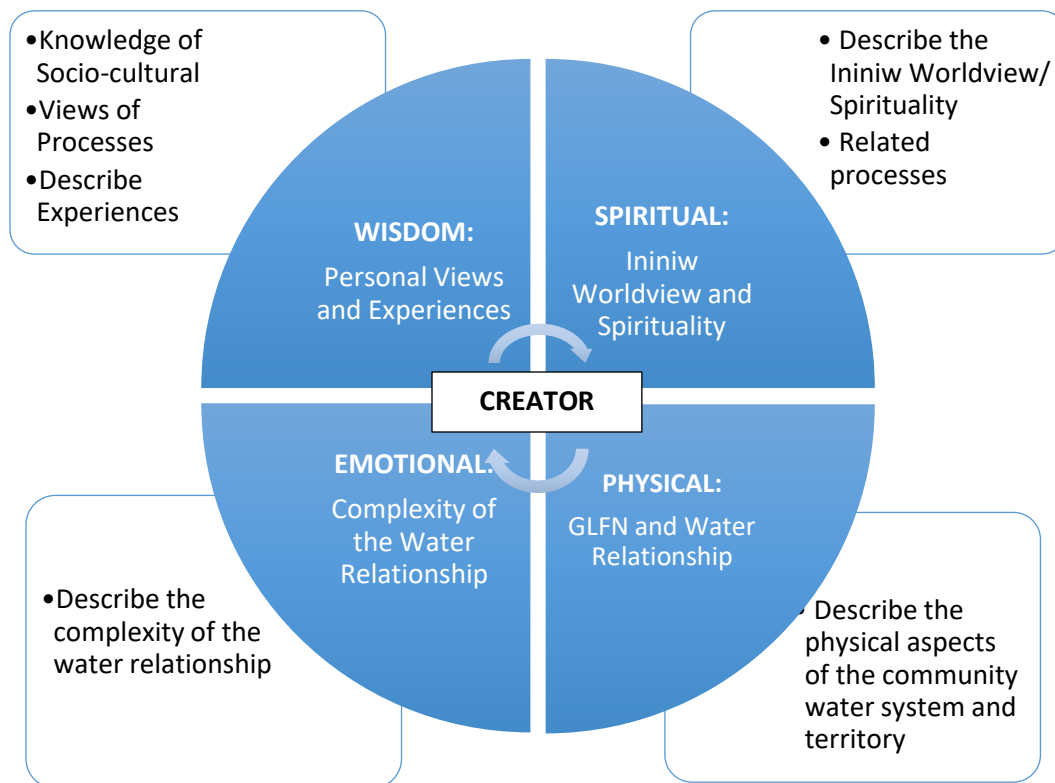 •Knowledge of
Socio-cultural
•Views of
Processes
•Describe
Experiences
• Describe the
Ininiw Worldview/
Spirituality
• Related
processes
WISDOM:
Personal Views
and Experiences
SPIRITUAL:
Ininiw
Worldview and
Spirituality
CREATOR
EMOTIONAL:
Complexity of
the Water
Relationship
PHYSICAL:
GLFN and Water
Relationship
•Describe the
complexity of the
water relationship
• Describe the
physical aspects
of the community
water system and
territory